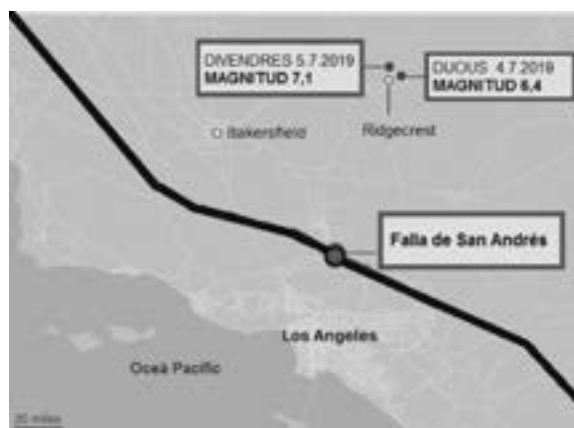 DIVENDRES 5.7.2019
MAGNITUD 7,1
DIJOUS 4.7.2019
MAGNITUD 6,4
Bakersfield
Ridgecrest
Falla de San Andrés
Los Angeles
Oceà Pacífic
20 miles